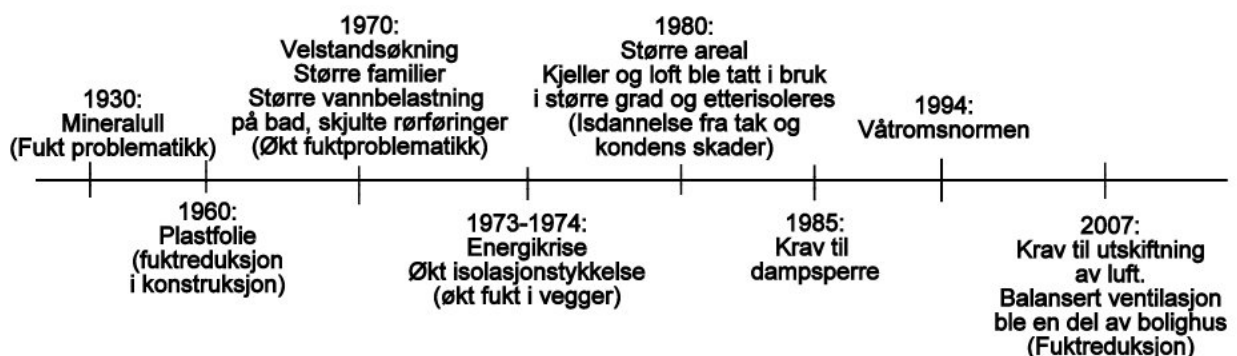 1930:
Mineralull
(Fukt problematikk)
1960:
Plastfolie
(fuktreduksjon
i konstruksjon)
1970:
Velstandsøkning
Større familier
Større vannbelastning
på bad, skjulte rørføringer
(Økt fuktproblematikk)
1973-1974:
Energikrise
Økt isolasjonstykkelse
(økt fukt i vegger)
1980:
Større areal
Kjeller og loft ble tatt i bruk
i større grad og etterisoleres
(Isdannelse fra tak og
kondens skader)
1985:
Krav til
dampsperre
1994:
Våtromsnormen
2007:
Krav til utskiftning
av luft.
Balansert ventilasjon
ble en del av bolighus
(Fuktreduksjon)